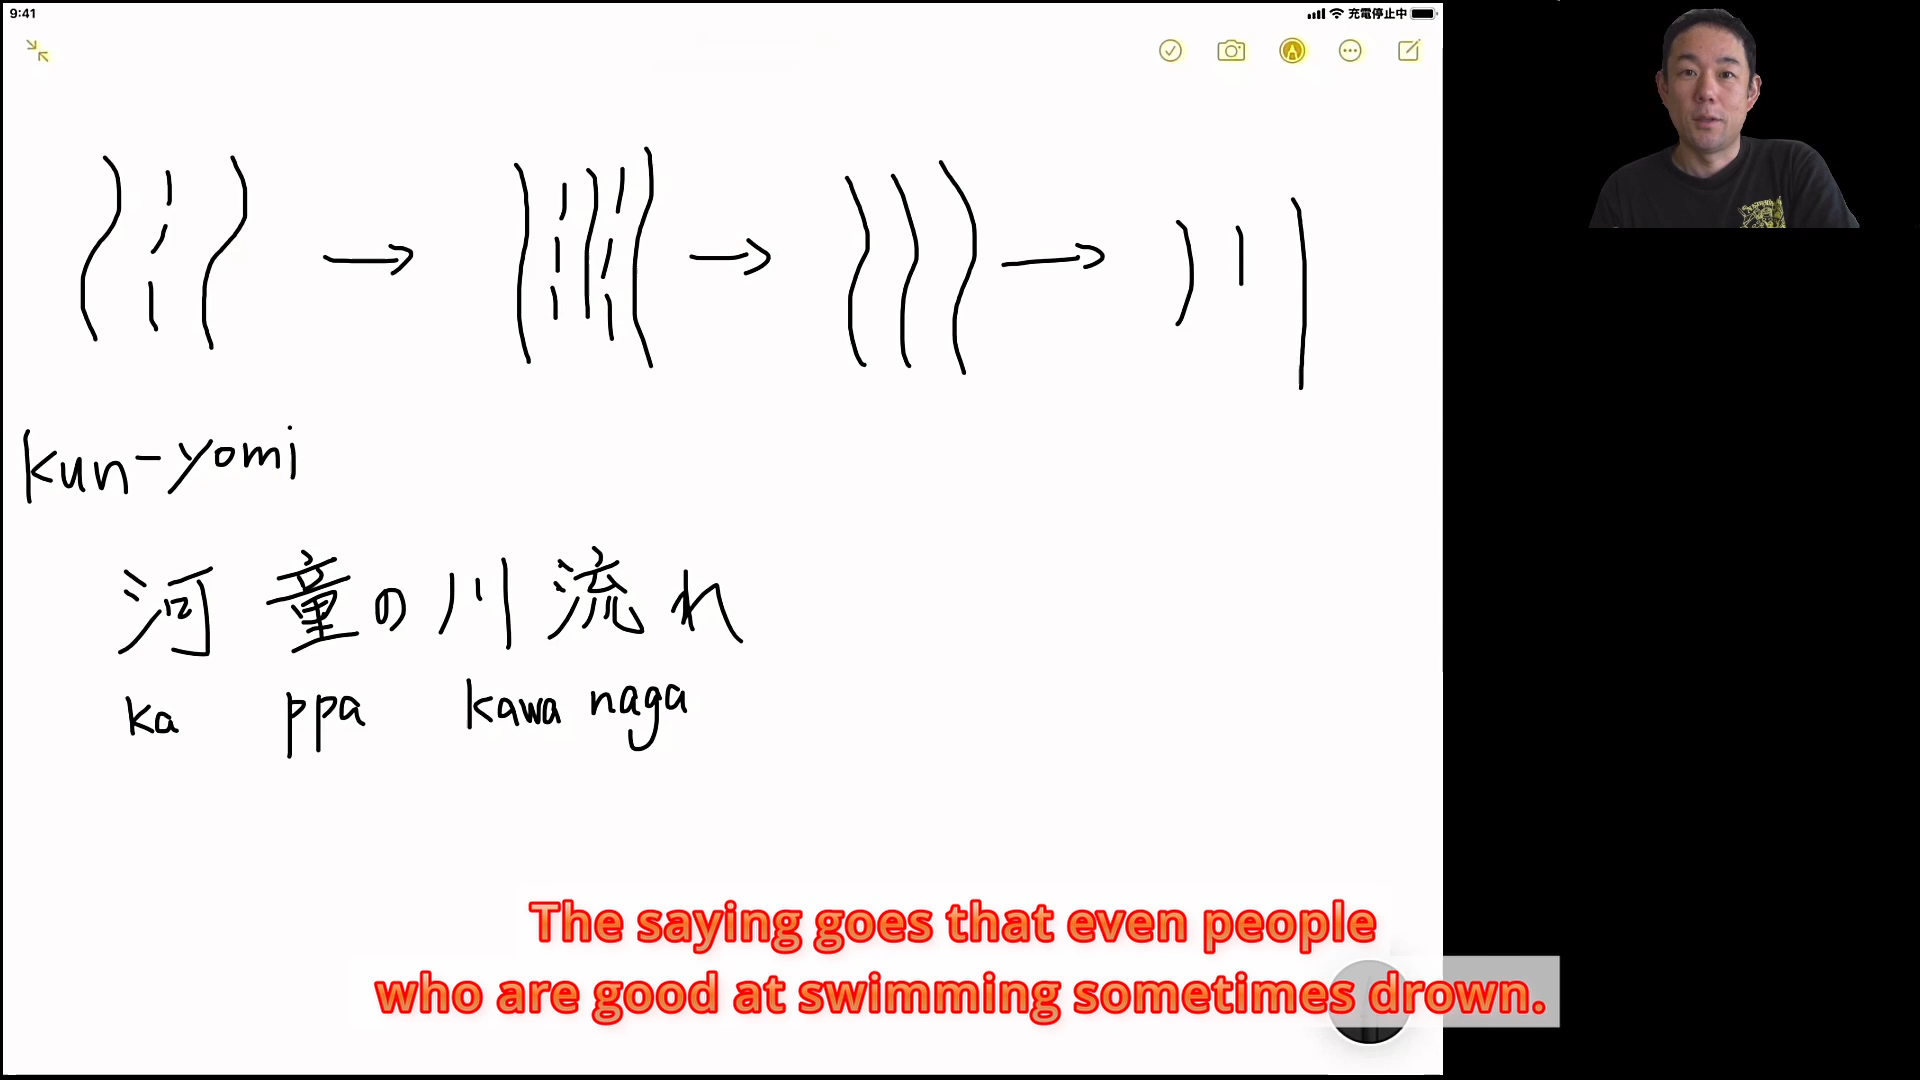 9:41 充電停止中
kun-yomi
河童の川流れ
ka ppa kawa naga
The saying goes that even people
who are good at swimming sometimes drown.